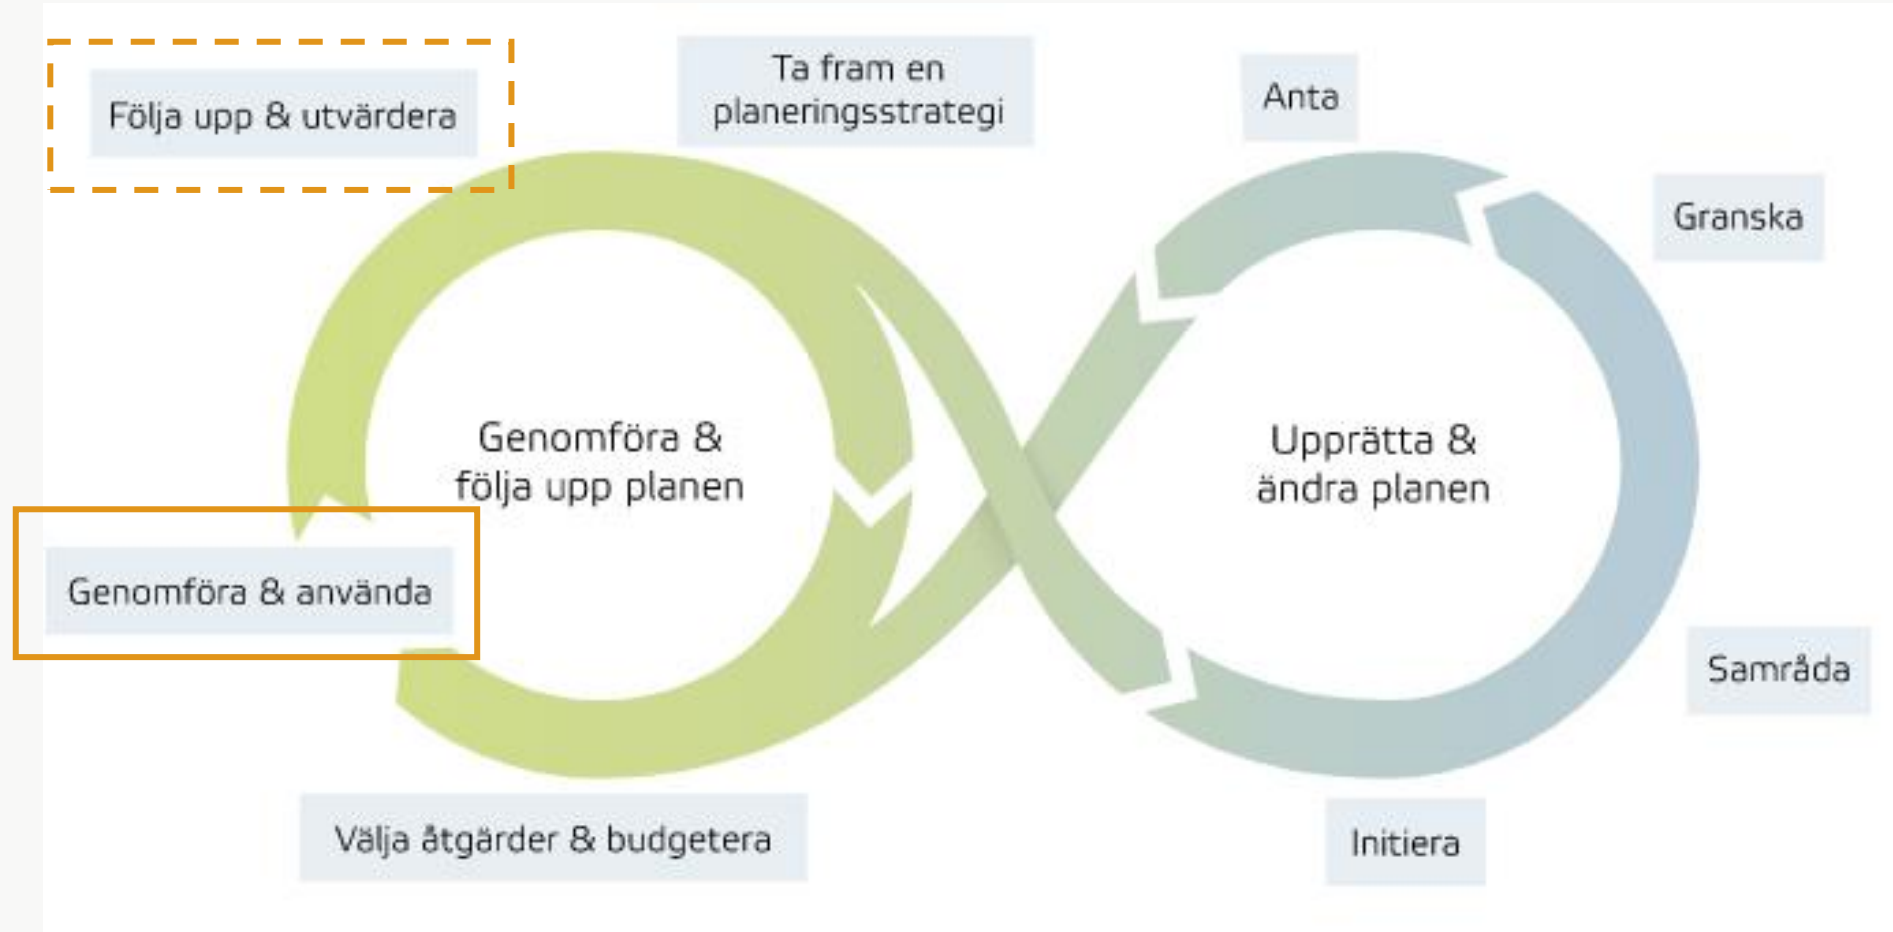 Följa upp & utvärdera
Ta fram en
planeringsstrategi
Anta
Granska
Genomföra &
följa upp planen
Upprätta &
ändra planen
Genomföra & använda
Samråda
Välja åtgärder & budgetera
Initiera